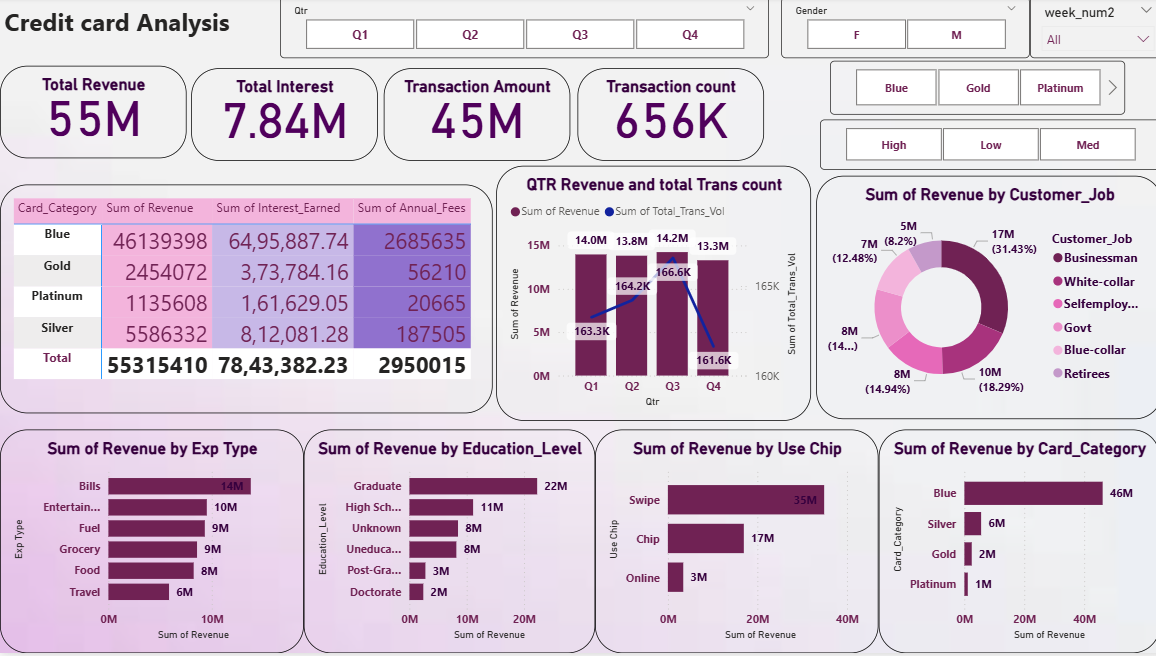 Credit card Analysis
Qtr
Q1 Q2 Q3 Q4
Gender
F M
week_num2
All
Blue Gold Platinum
High Low Med
Total Revenue
55M
Total Interest
7.84M
Transaction Amount
45M
Transaction count
656K
Card_Category Sum of Revenue Sum of Interest_Earned Sum of Annual_Fees
Blue 46139398 64,95,887.74 2685635
Gold 2454072 3,73,784.16 56210
Platinum 1135608 1,61,629.05 20665
Silver 5586332 8,12,081.28 187505
Total 55315410 78,43,382.23 2950015
QTR Revenue and total Trans count
Sum of Revenue Sum of Total_Trans_Vol
15M
10M
5M
0M
Sum of Revenue
14.0M 13.8M 14.2M 13.3M
163.3K 164.2K 166.6K 161.6K
165K
160K
Sum of Total_Trans_Vol
Q1 Q2 Q3 Q4
Qtr
Sum of Revenue by Customer_Job
17M
(31.43%)
10M
(18.29%)
8M
(14.94%)
8M
(14...)
7M
(12.48%)
5M
(8.2%)
Customer_Job
Businessman
White-collar
Selfemploy...
Govt
Blue-collar
Retirees
Sum of Revenue by Exp Type
Exp Type
Bills 14M
Entertain... 10M
Fuel 9M
Grocery 9M
Food 8M
Travel 6M
0M 10M
Sum of Revenue
Sum of Revenue by Education_Level
Education_Level
Graduate 22M
High Sch... 11M
Unknown 8M
Uneduca... 8M
Post-Gra... 3M
Doctorate 2M
0M 10M 20M
Sum of Revenue
Sum of Revenue by Use Chip
Use Chip
Swipe 35M
Chip 17M
Online 3M
0M 20M 40M
Sum of Revenue
Sum of Revenue by Card_Category
Card_Category
Blue 46M
Silver 6M
Gold 2M
Platinum 1M
0M 20M 40M
Sum of Revenue